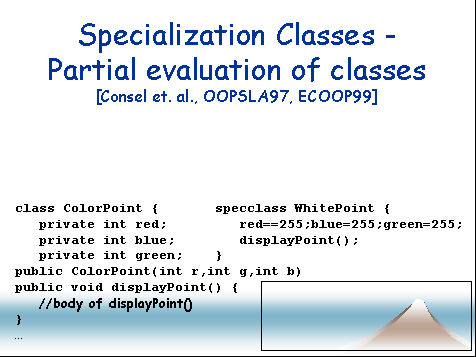 Specialization Classes -
Partial evaluation of classes
[Consel et. al., OOPSLA97, ECOOP99]
class ColorPoint {
private int red;
private int blue;
private int green;
public ColorPoint(int r,int g,int b)
public void displayPoint() {
//body of displayPoint()
}
...
specclass WhitePoint {
red==255;blue=255;green=255;
displayPoint();
}